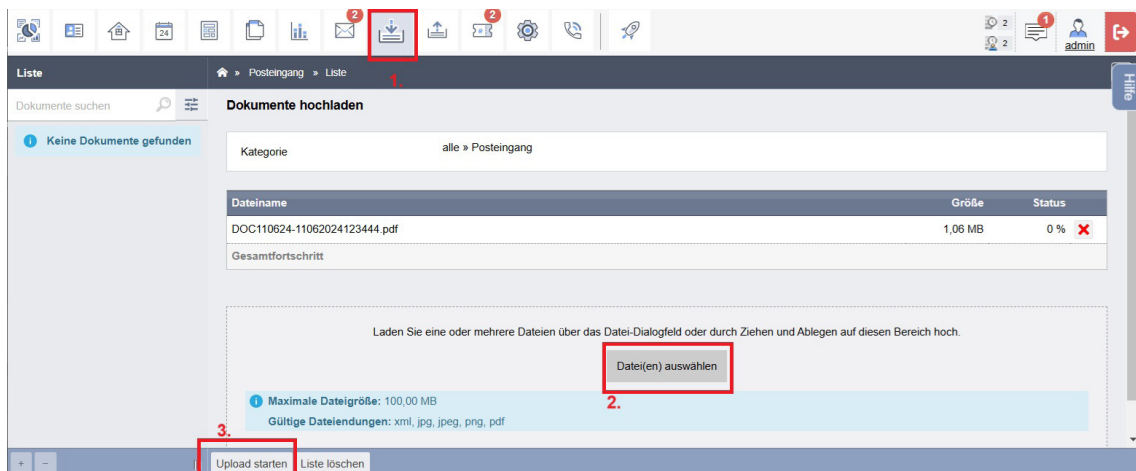 24
2
2
2
2
1
admin
Liste
» Posteingang » Liste
1.
Hilfe
Dokumente suchen
Dokumente hochladen
Keine Dokumente gefunden
Kategorie
alle » Posteingang
Dateiname Größe Status
DOC110624-11062024123444.pdf 1,06 MB 0 %
Gesamtfortschritt
Laden Sie eine oder mehrere Dateien über das Datei-Dialogfeld oder durch Ziehen und Ablegen auf diesen Bereich hoch.
Datei(en) auswählen
2.
Maximale Dateigröße: 100,00 MB
Gültige Dateiendungen: xml, jpg, jpeg, png, pdf
3.
Upload starten Liste löschen